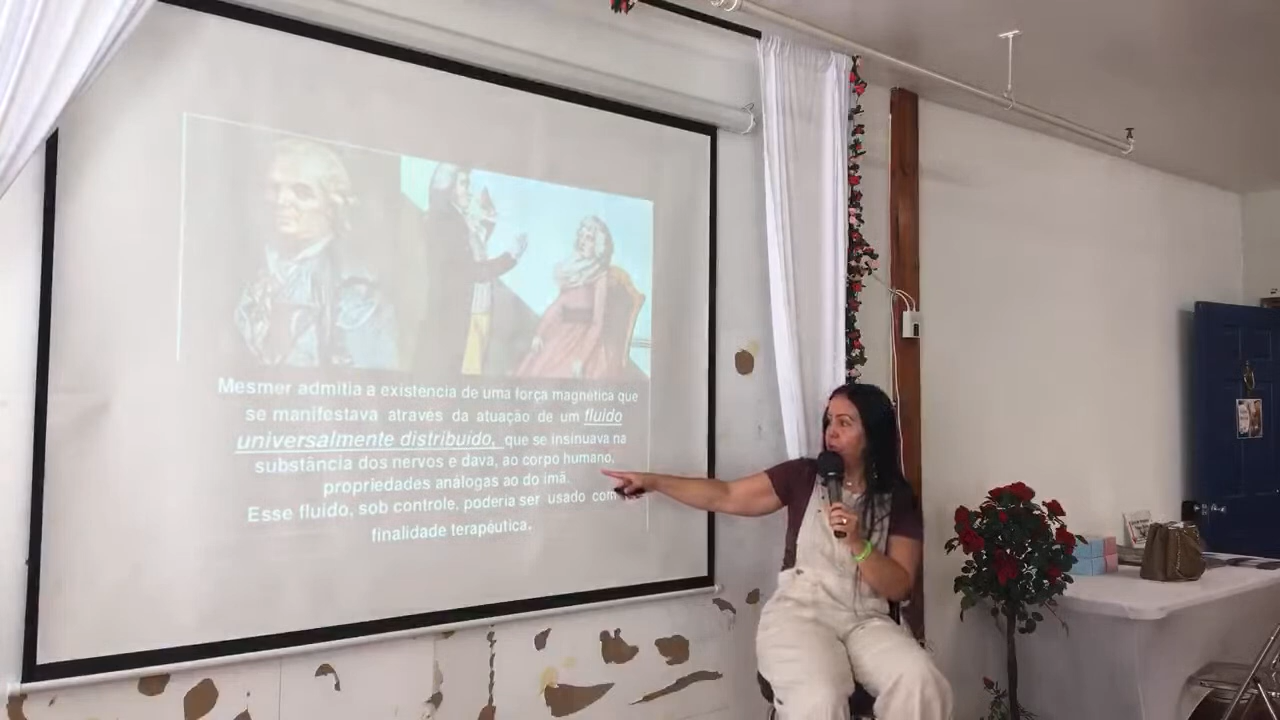 Mesmer admitia a existencia de uma força magnética que
se manifestava através da atuação de um fluido
universalmente distribuido, que se insinuava na
substância dos nervos e dava, ao corpo humano,
propriedades análogas ao do imã.
Esse fluido, sob controle, poderia ser usado com
finalidade terapêutica.